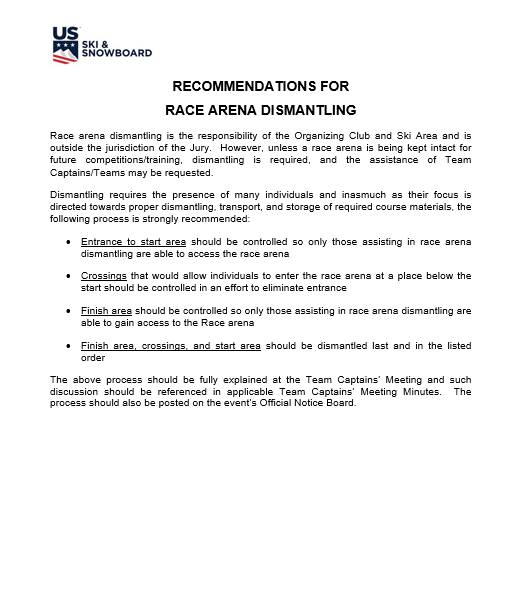 US
SKI &
SNOWBOARD
RECOMMENDATIONS FOR
RACE ARENA DISMANTLING
Race arena dismantling is the responsibility of the Organizing Club and Ski Area and is
outside the jurisdiction of the Jury. However, unless a race arena is being kept intact for
future competitions/training, dismantling is required, and the assistance of Team
Captains/Teams may be requested.
Dismantling requires the presence of many individuals and inasmuch as their focus is
directed towards proper dismantling, transport, and storage of required course materials, the
following process is strongly recommended:
• Entrance to start area should be controlled so only those assisting in race arena
dismantling are able to access the race arena
• Crossings that would allow individuals to enter the race arena at a place below the
start should be controlled in an effort to eliminate entrance
• Finish area should be controlled so only those assisting in race arena dismantling are
able to gain access to the Race arena
• Finish area, crossings, and start area should be dismantled last and in the listed
order
The above process should be fully explained at the Team Captains' Meeting and such
discussion should be referenced in applicable Team Captains' Meeting Minutes. The
process should also be posted on the event's Official Notice Board.